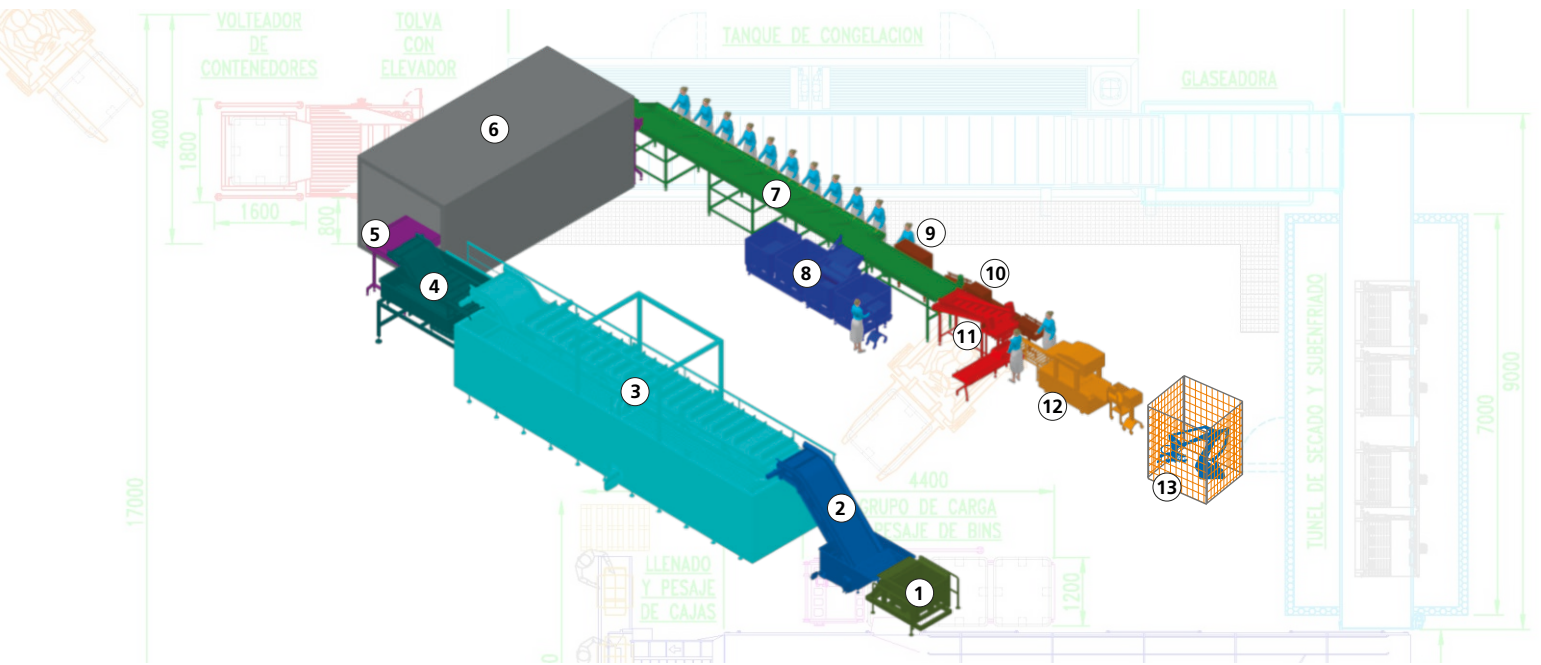 VOLTEADOR
DE
CONTENEDORES
TOLVA
CON
ELEVADOR
TANQUE DE CONGELACION
GLASEADORA
4000
1800
1600
800
17000
6
7
5
4
8
9
10
11
3
12
13
2
1
TUNEL DE SECADO Y SUBENFRIADO
7000
9000
4400
GRUPO DE CARGA
PESAJE DE BINS
1200
LLENADO
Y PESAJE
DE CAJAS